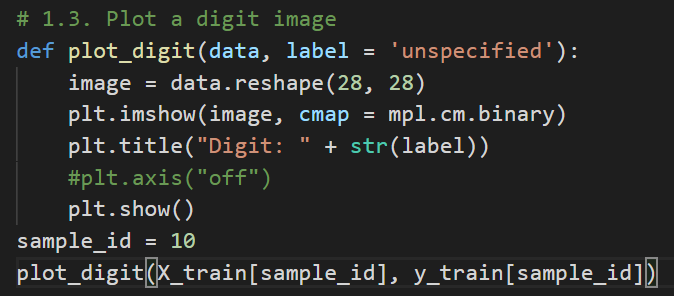 # 1.3. Plot a digit image
def plot_digit(data, label = 'unspecified'):
    image = data.reshape(28, 28)
    plt.imshow(image, cmap = mpl.cm.binary)
    plt.title("Digit: " + str(label))
    #plt.axis("off")
    plt.show()
sample_id = 10
plot_digit(X_train[sample_id], y_train[sample_id])